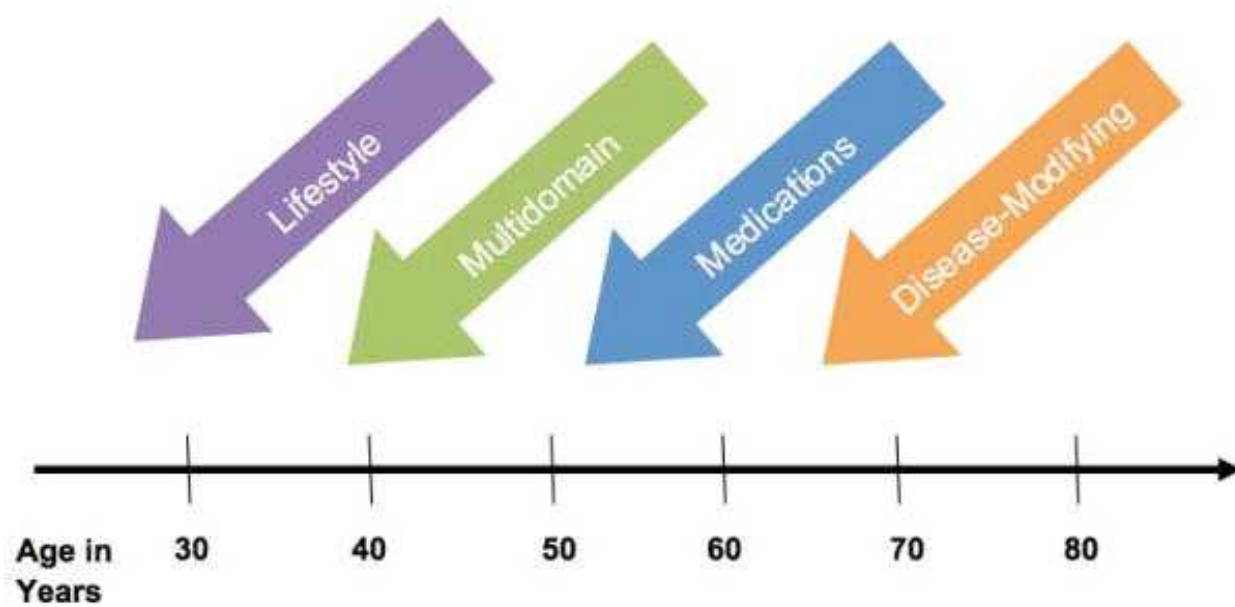 Lifestyle
Multidomain
Medications
Disease-Modifying
Age in
Years
30 40 50 60 70 80